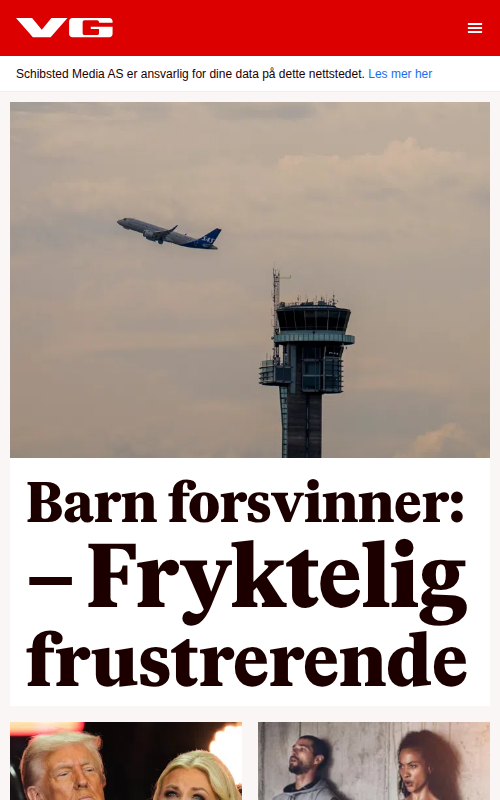 VG
Schibsted Media AS er ansvarlig for dine data på dette nettstedet. Les mer her
SAS
Barn forsvinner:
– Fryktelig
frustrerende